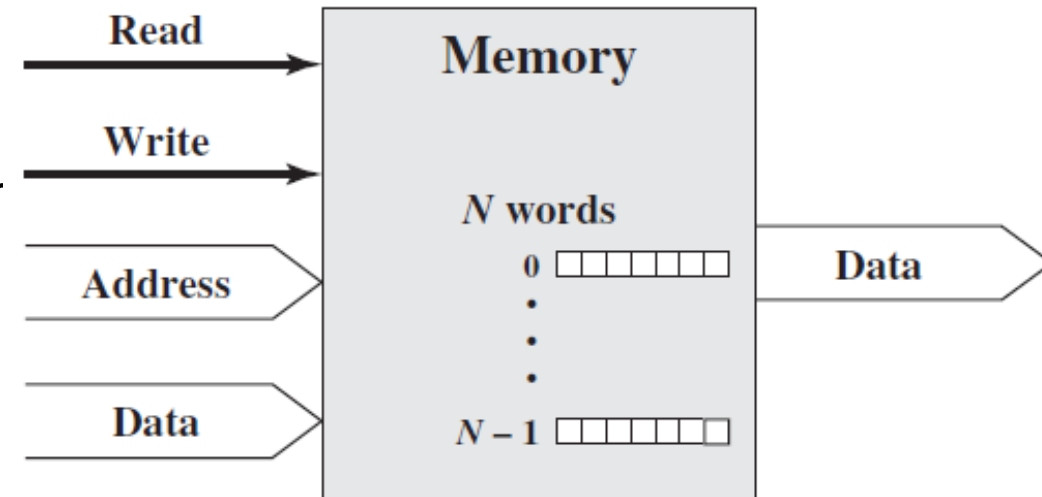 Read
Memory
Write
N words
0
Address
Data
Data
N – 1